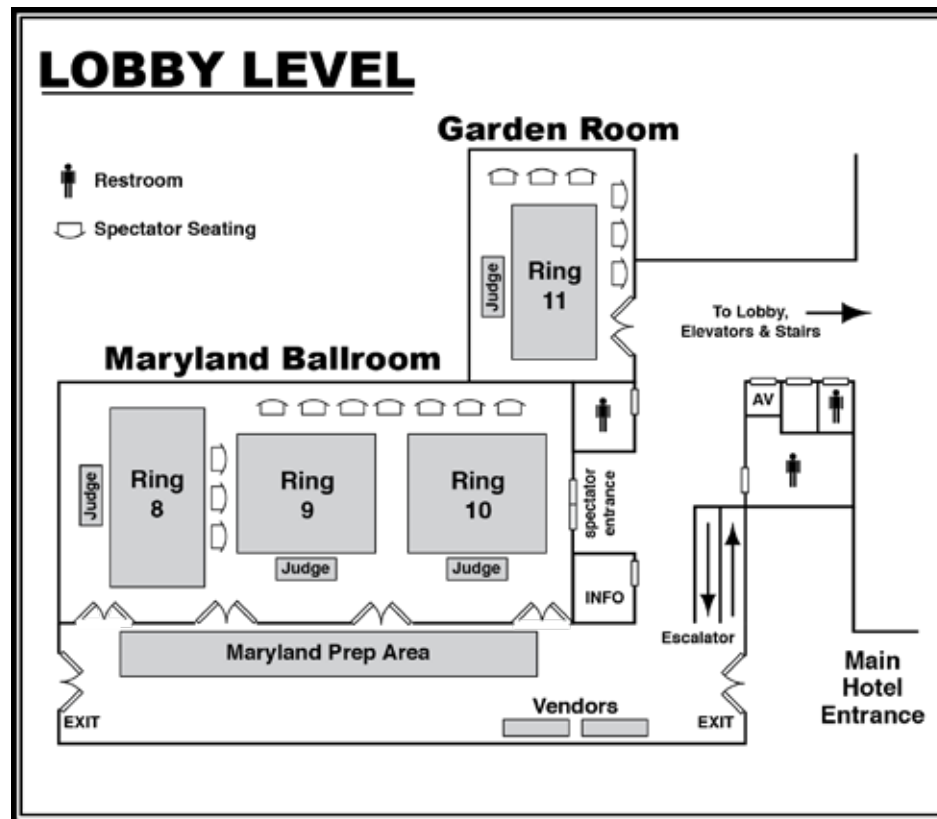 LOBBY LEVEL
Garden Room
Restroom
Spectator Seating
Judge
Ring
11
To Lobby,
Elevators & Stairs
Maryland Ballroom
AV
Judge
Ring
8
Ring
9
Ring
10
spectator
entrance
Judge
Judge
INFO
Escalator
Maryland Prep Area
Main
Hotel
Entrance
Vendors
EXIT
EXIT